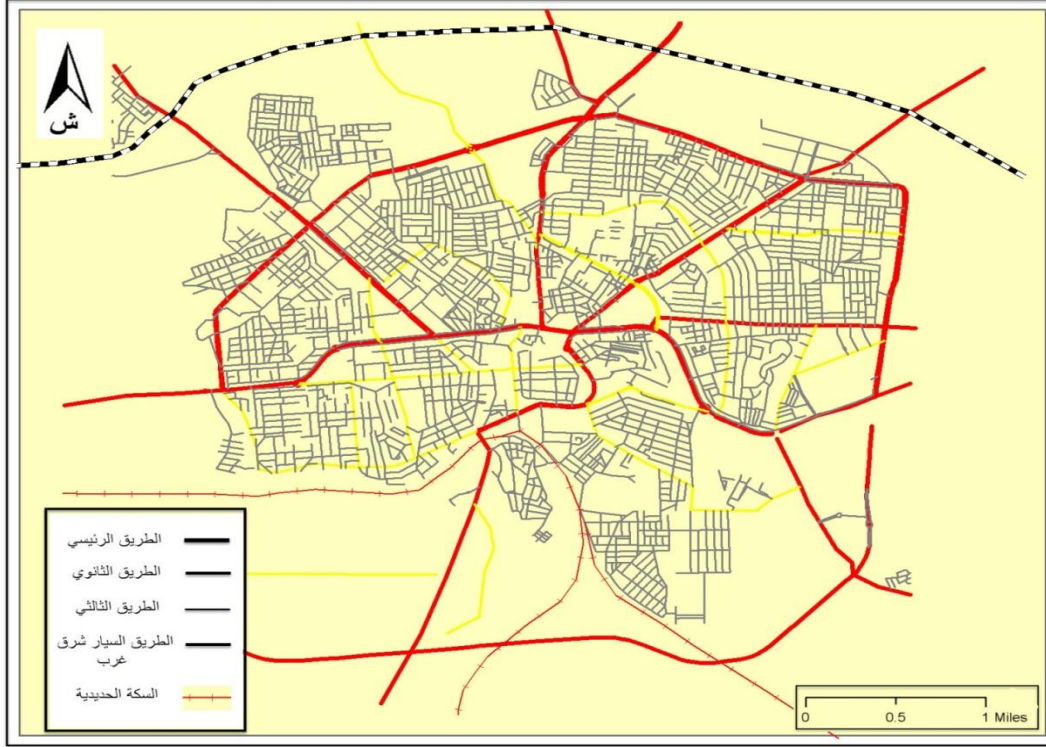 ش
الطريق الرئيسي
الطريق الثانوي
الطريق الثالثي
الطريق السيار شرق
غرب
السكة الحديدية
0 0.5 1 Miles